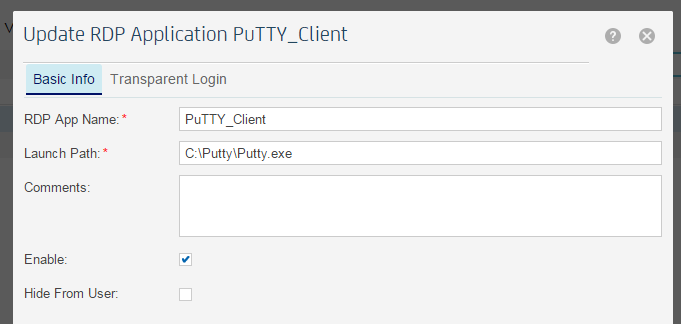 V
Update RDP Application PuTTY_Client
?
Basic Info Transparent Login
RDP App Name:* PuTTY_Client
Launch Path:* C:\Putty\Putty.exe
Comments:
Enable:
Hide From User: